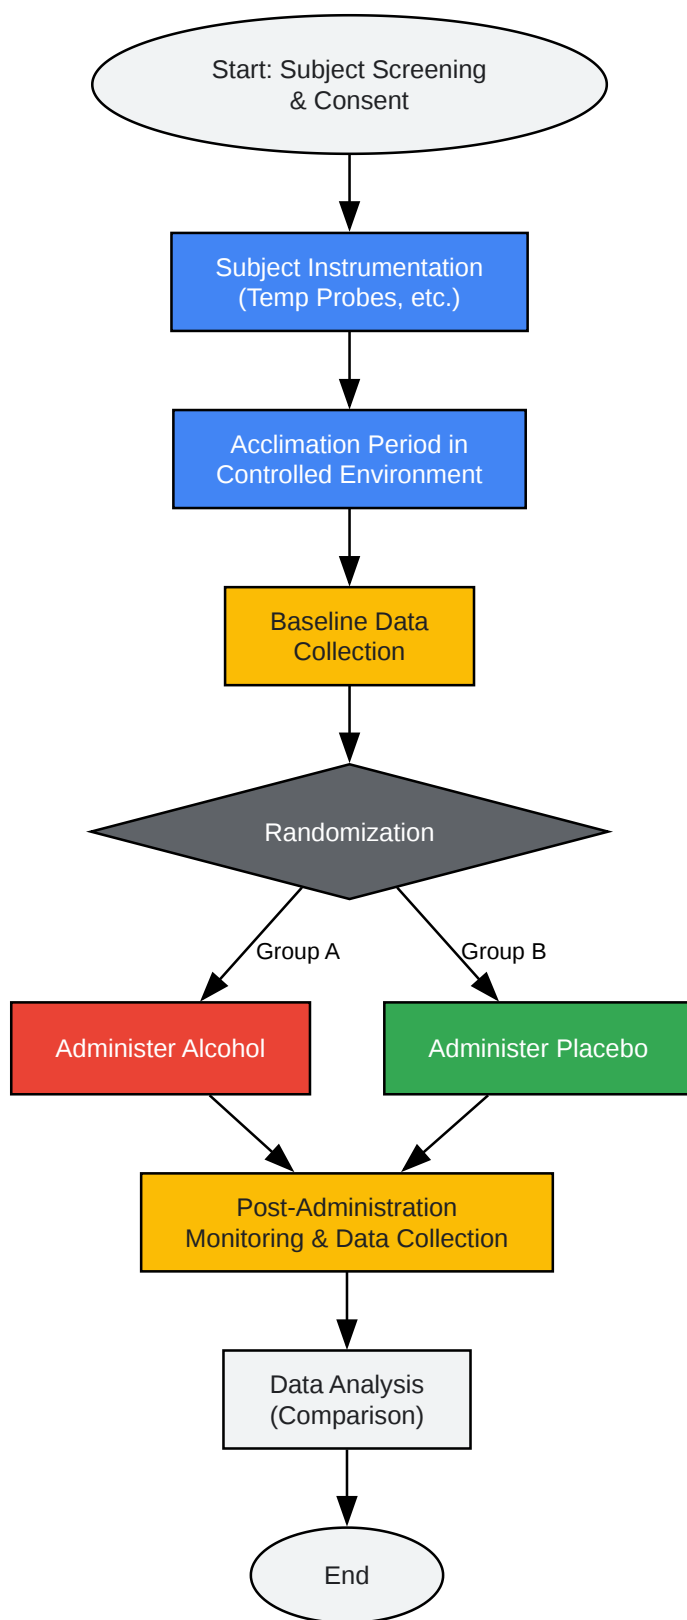 Start: Subject Screening
& Consent
Subject Instrumentation
(Temp Probes, etc.)
Acclimation Period in
Controlled Environment
Baseline Data
Collection
Randomization
Group A
Group B
Administer Alcohol
Administer Placebo
Post-Administration
Monitoring & Data Collection
Data Analysis
(Comparison)
End